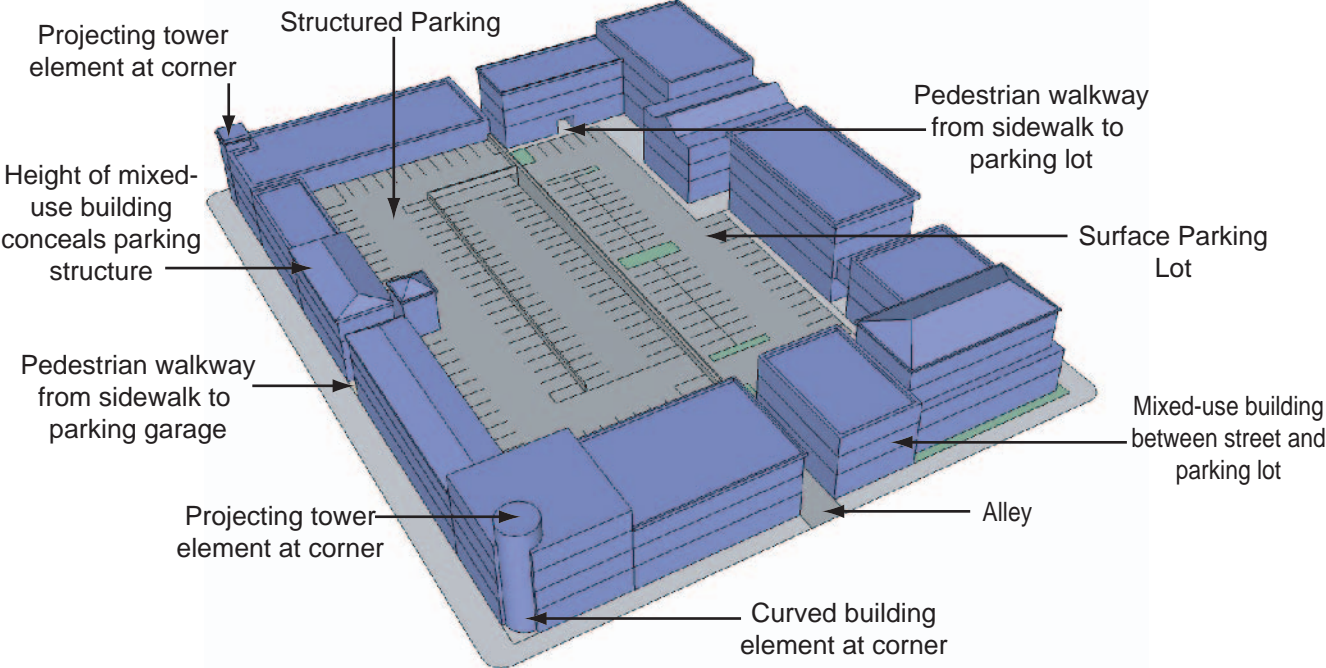 Structured Parking
Projecting tower
element at corner
Pedestrian walkway
from sidewalk to
parking lot
Height of mixed-
use building
conceals parking
structure
Surface Parking
Lot
Pedestrian walkway
from sidewalk to
parking garage
Mixed-use building
between street and
parking lot
Projecting tower
element at corner
Alley
Curved building
element at corner